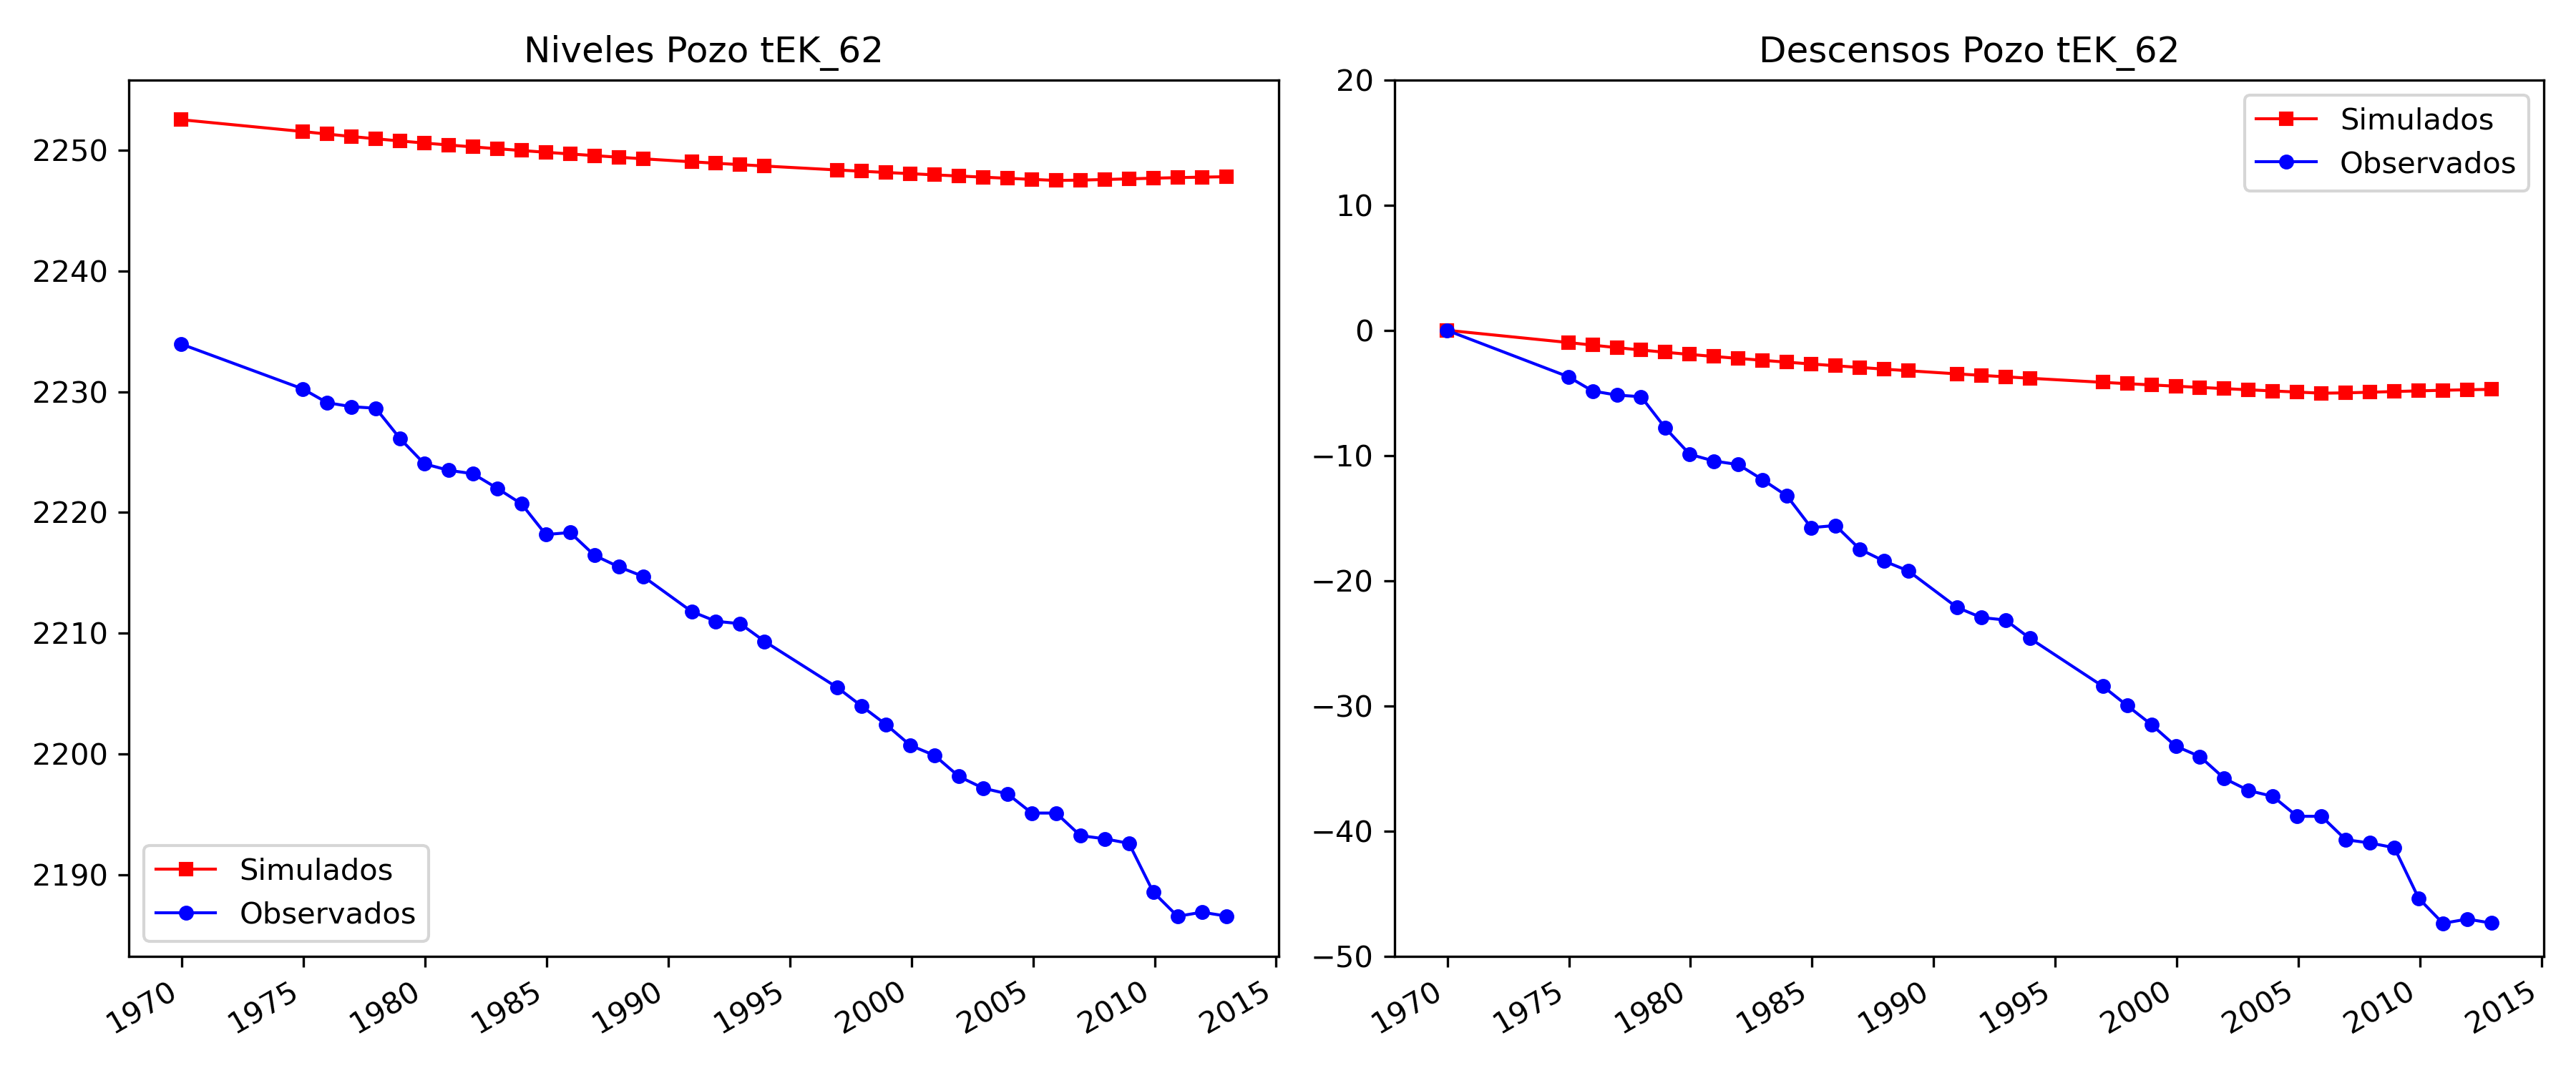 Niveles Pozo tEK_62
2250
2240
2230
2220
2210
2200
2190
Simulados
Observados
1970 1975 1980 1985 1990 1995 2000 2005 2010 2015
Descensos Pozo tEK_62
20
10
0
−10
−20
−30
−40
−50
Simulados
Observados
1970 1975 1980 1985 1990 1995 2000 2005 2010 2015